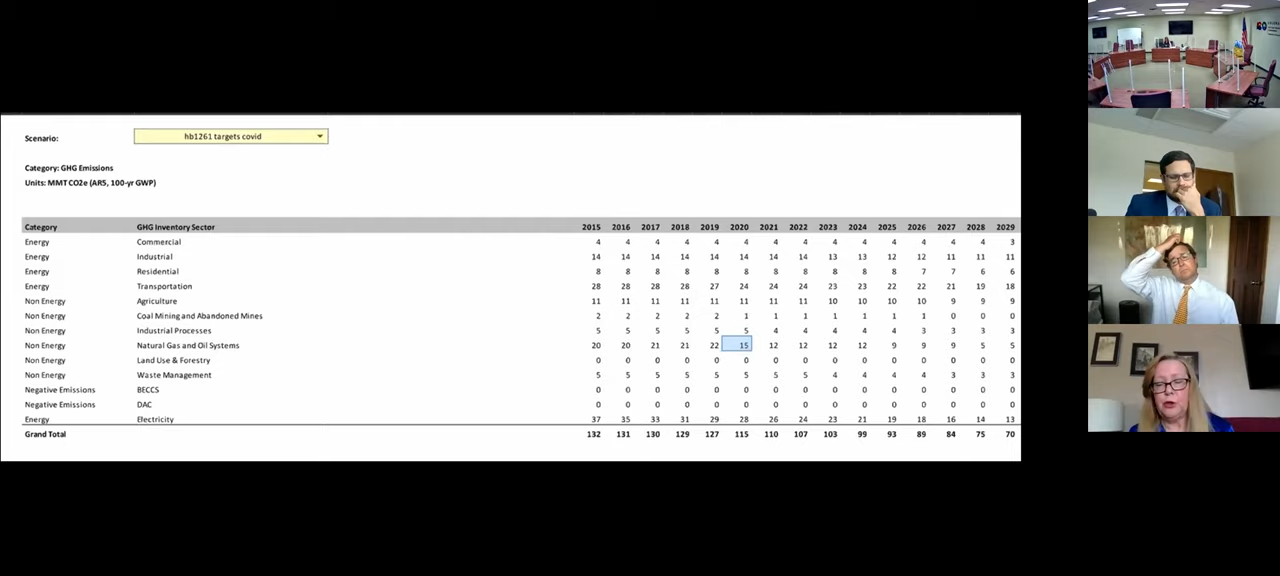 Scenario: hb1261 targets covid
Category: GHG Emissions
Units: MMT CO2e (AR5, 100-yr GWP)
Category GHG Inventory Sector 2015 2016 2017 2018 2019 2020 2021 2022 2023 2024 2025 2026 2027 2028 2029
Energy Commercial 4 4 4 4 4 4 4 4 4 4 4 4 4 4 3
Energy Industrial 14 14 14 14 14 14 14 14 13 13 12 12 11 11 11
Energy Residential 8 8 8 8 8 8 8 8 8 8 8 7 7 6 6
Energy Transportation 28 28 28 28 27 24 24 24 23 23 22 22 21 19 18
Non Energy Agriculture 11 11 11 11 11 11 11 11 10 10 10 10 9 9 9
Non Energy Coal Mining and Abandoned Mines 2 2 2 2 2 1 1 1 1 1 1 1 0 0 0
Non Energy Industrial Processes 5 5 5 5 5 5 4 4 4 4 4 3 3 3 3
Non Energy Natural Gas and Oil Systems 20 20 21 21 22 15 12 12 12 12 9 9 9 5 5
Non Energy Land Use & Forestry 0 0 0 0 0 0 0 0 0 0 0 0 0 0 0
Non Energy Waste Management 5 5 5 5 5 5 5 5 4 4 4 4 3 3 3
Negative Emissions BECCS 0 0 0 0 0 0 0 0 0 0 0 0 0 0 0
Negative Emissions DAC 0 0 0 0 0 0 0 0 0 0 0 0 0 0 0
Energy Electricity 37 35 33 31 29 28 26 24 23 21 19 18 16 14 13
Grand Total 132 131 130 129 127 115 110 107 103 99 93 89 84 75 70